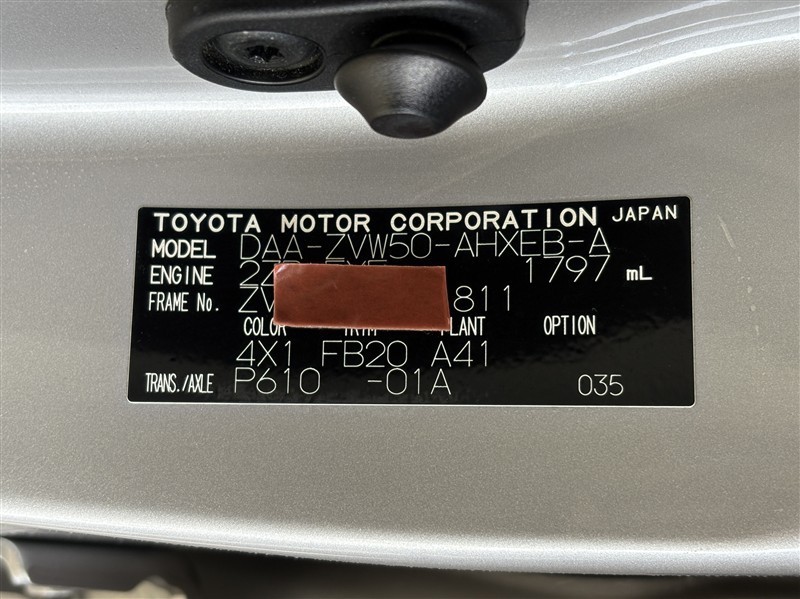 TOYOTA MOTOR CORPORATION JAPAN
MODEL DAA-ZVW50-AHXEB-A
ENGINE 1797 mL
FRAME No. ZV 811
COLOR PLANT OPTION
4X1 FB20 A41
TRANS./AXLE P610 -01A 035